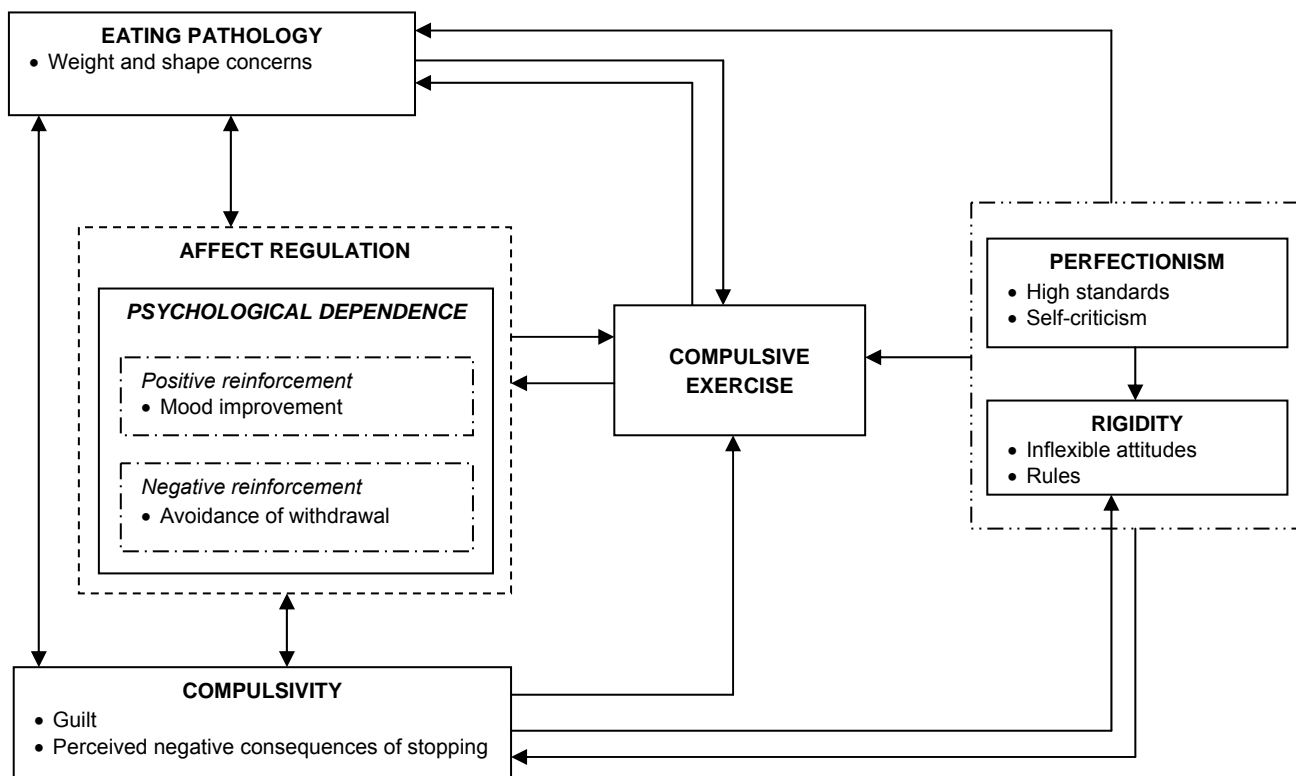 EATING PATHOLOGY
• Weight and shape concerns
AFFECT REGULATION
PSYCHOLOGICAL DEPENDENCE
Positive reinforcement
• Mood improvement
Negative reinforcement
• Avoidance of withdrawal
COMPULSIVE
EXERCISE
PERFECTIONISM
• High standards
• Self-criticism
RIGIDITY
• Inflexible attitudes
• Rules
COMPULSIVITY
• Guilt
• Perceived negative consequences of stopping